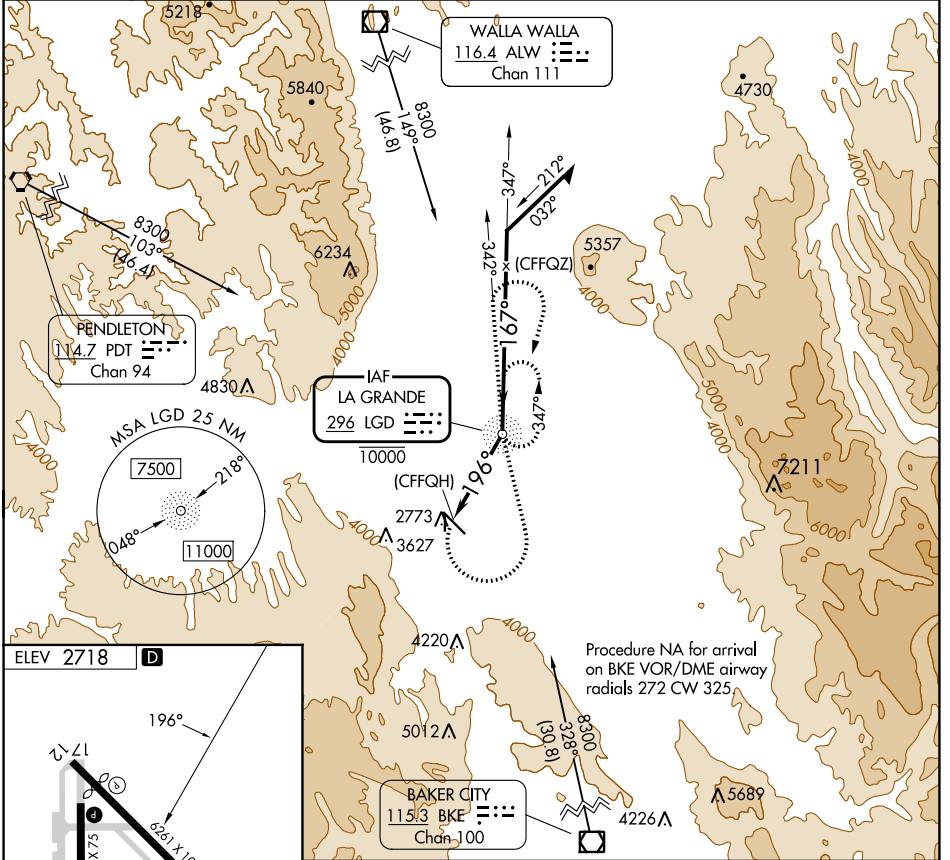 5218
WALLA WALLA
116.4 ALW
Chan 111
5840
4730
8300
149°
(46.8)
4000
347°
212°
032°
8300
103°
(46.4)
6234
342°
(CFFQZ)
5357
4000
5000
4000
167°
PENDLETON
114.7 PDT
Chan 94
4830
IAF
LA GRANDE
296 LGD
10000
347°
5000
4000
MSA LGD 25 NM
7500
218°
048°
11000
196°
(CFFQH)
7211
6000
2773
3627
4000
4220
4000
Procedure NA for arrival
on BKE VOR/DME airway
radials 272 CW 325.
ELEV 2718
D
196°
5012
8300
328°
(30.8)
17
12
P
P
X 75
6261 X 10
BAKER CITY
115.3 BKE
Chan 100
4226
5689